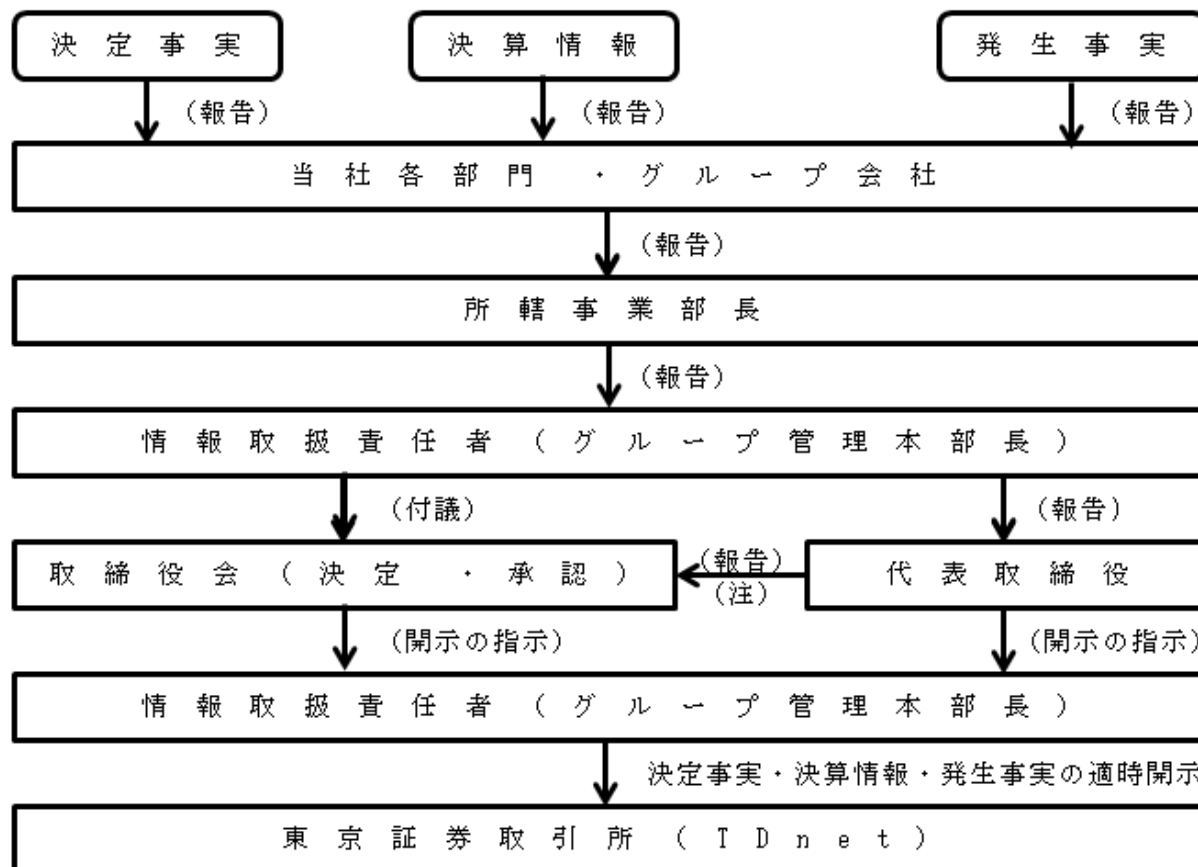 決定事実 決算情報 発生事実
(報告) (報告) (報告)
当社各部門・グループ会社
(報告)
所轄事業部長
(報告)
情報取扱責任者(グループ管理本部長)
(付議) (報告)
取締役会(決定・承認) (報告) 代表取締役
(注)
(開示の指示) (開示の指示)
情報取扱責任者(グループ管理本部長)
決定事実・決算情報・発生事実の適時開示
東京証券取引所(TDnet)